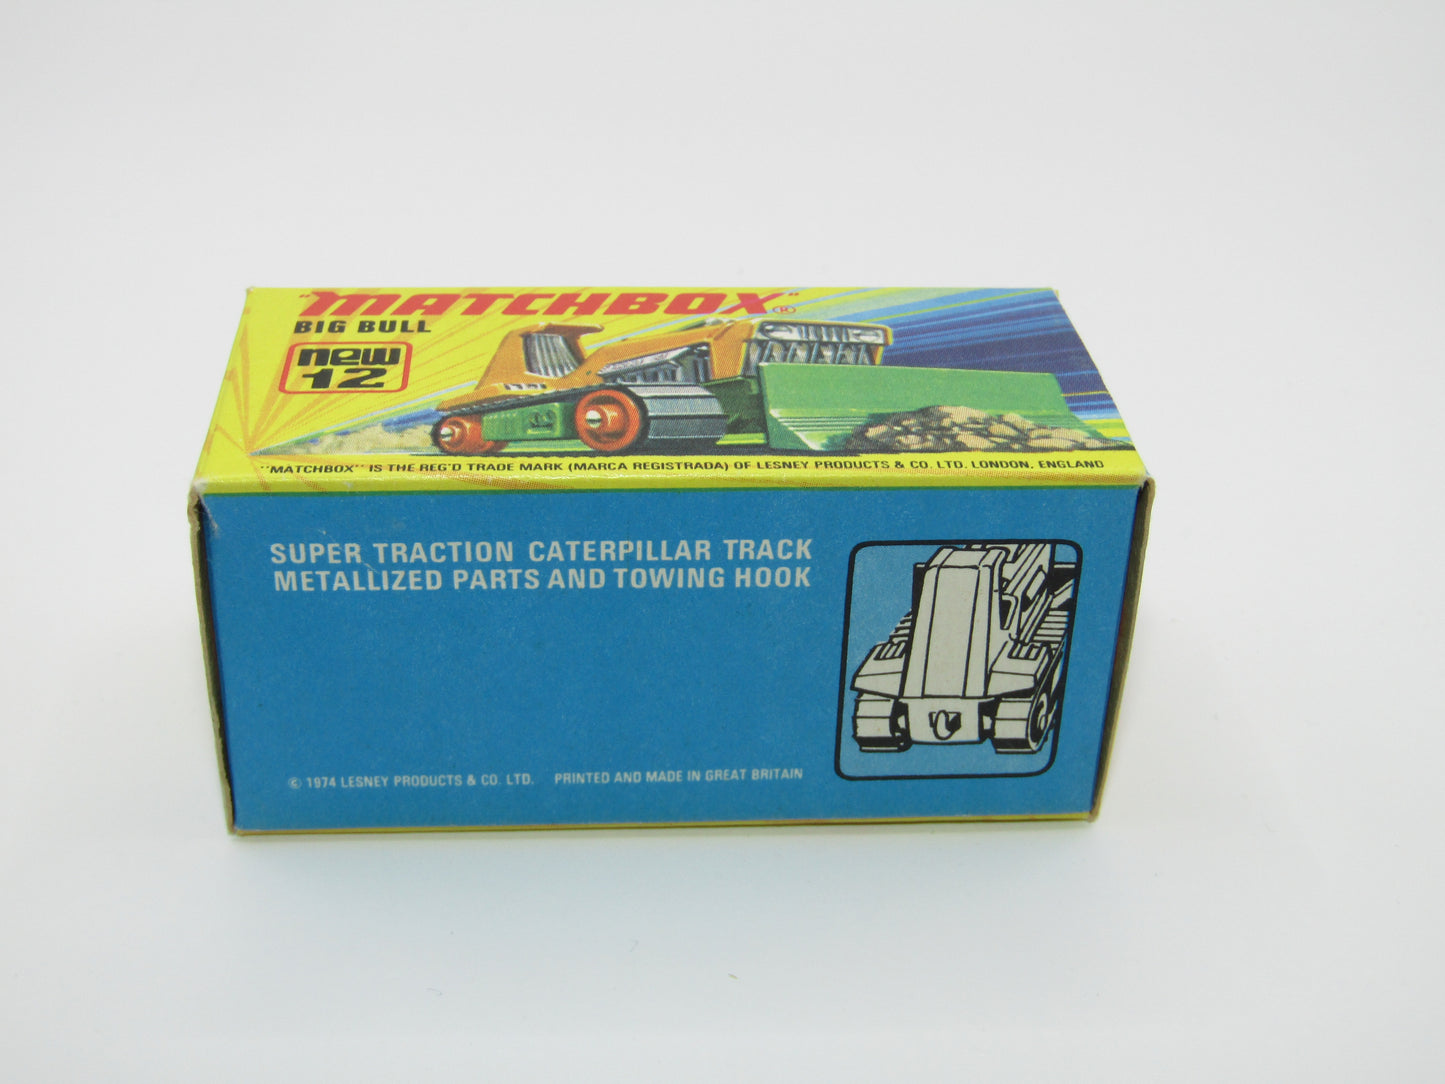 "MATCHBOX"®
BIG BULL
new
12
"MATCHBOX" IS THE REG'D TRADE MARK (MARCA REGISTRADA) OF LESNEY PRODUCTS & CO. LTD. LONDON, ENGLAND
SUPER TRACTION CATERPILLAR TRACK
METALLIZED PARTS AND TOWING HOOK
© 1974 LESNEY PRODUCTS & CO. LTD. PRINTED AND MADE IN GREAT BRITAIN